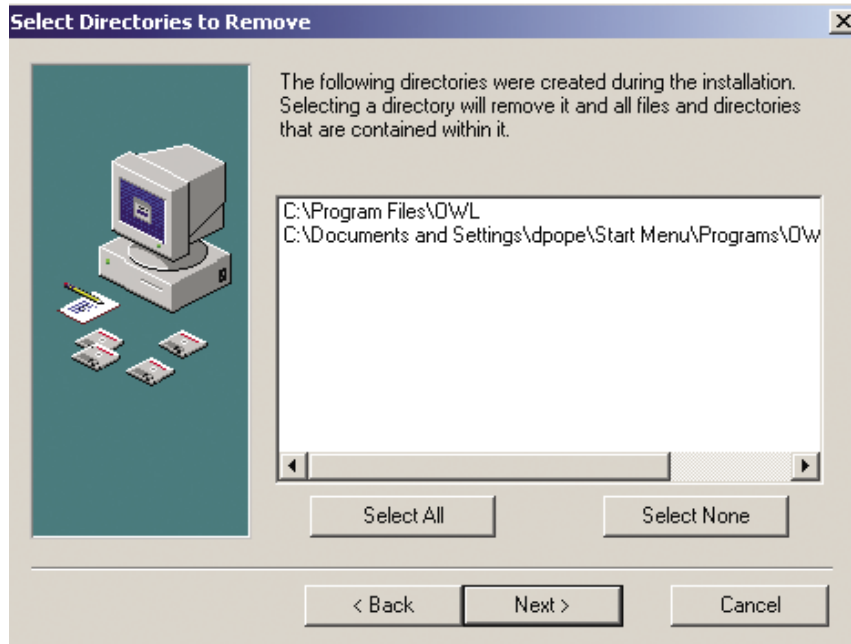 Select Directories to Remove
The following directories were created during the installation.
Selecting a directory will remove it and all files and directories
that are contained within it.
C:\Program Files\OWL
C:\Documents and Settings\dpope\Start Menu\Programs\OW
Select All
Select None
< Back
Next >
Cancel